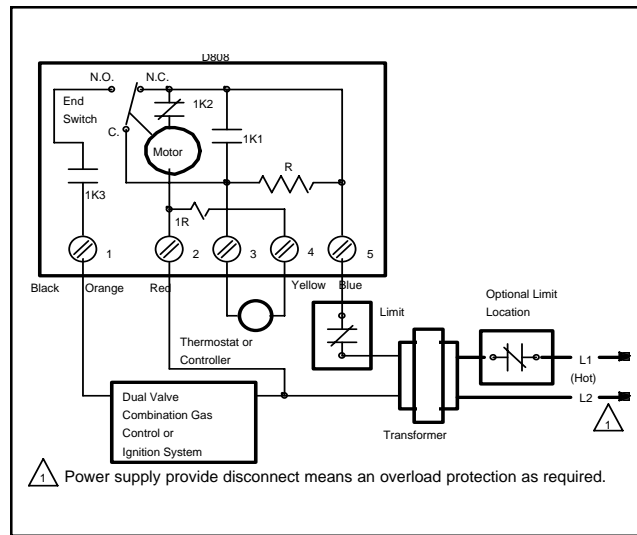 D808
N.O. N.C.
End
Switch
1K2
C.
1K1
Motor
R
1K3
1R
1 2 3 4 5
Black Orange Red Yellow Blue
Limit
Optional Limit
Location
Thermostat or
Controller
L1
(Hot)
L2
1
Transformer
Dual Valve
Combination Gas
Control or
Ignition System
1 Power supply provide disconnect means an overload protection as required.